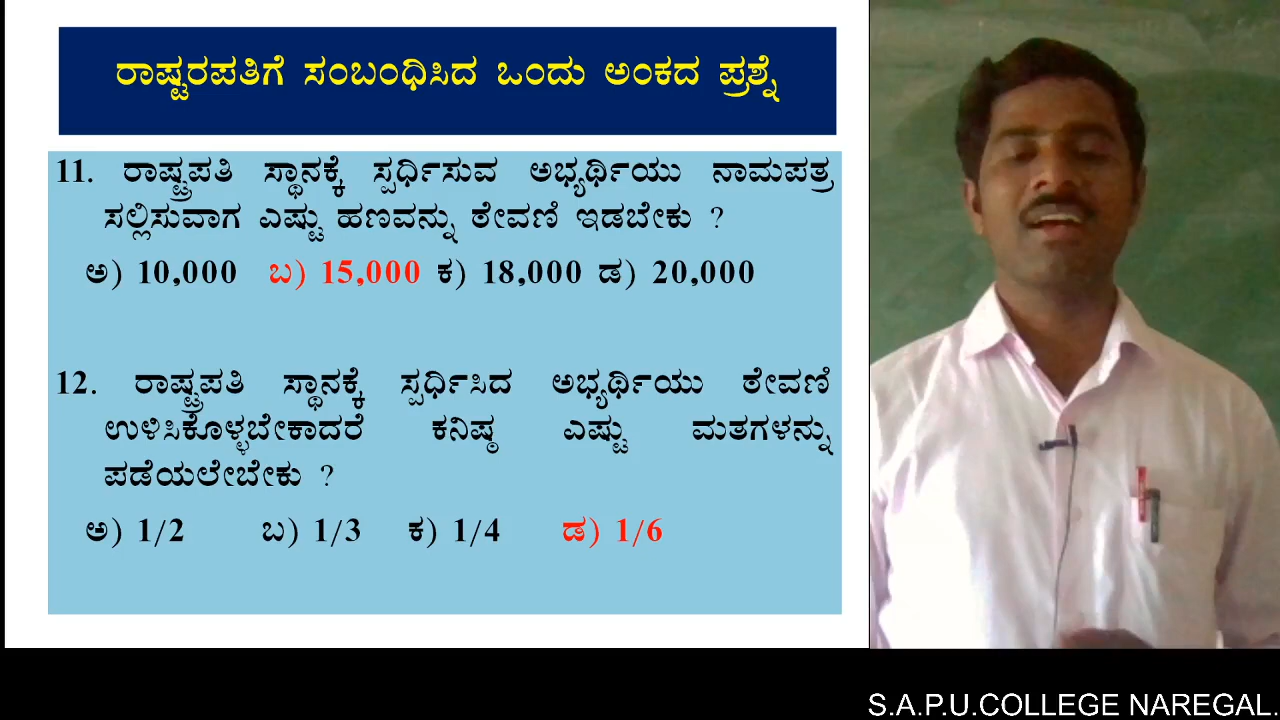 ರಾಷ್ಟರಪತಿಗೆ ಸಂಬಂಧಿಸಿದ ಒಂದು ಅಂಕದ ಪ್ರಶ್ನೆ
11. ರಾಷ್ಟ್ರಪತಿ ಸ್ಥಾನಕ್ಕೆ ಸ್ಪರ್ಧಿಸುವ ಅಭ್ಯರ್ಥಿಯು ನಾಮಪತ್ರ
ಸಲ್ಲಿಸುವಾಗ ಎಷ್ಟು ಹಣವನ್ನು ಠೇವಣಿ ಇಡಬೇಕು ?
ಅ) 10,000 ಬ) 15,000 ಕ) 18,000 ಡ) 20,000
12. ರಾಷ್ಟ್ರಪತಿ ಸ್ಥಾನಕ್ಕೆ ಸ್ಪರ್ಧಿಸಿದ ಅಭ್ಯರ್ಥಿಯು ಠೇವಣಿ
ಉಳಿಸಿಕೊಳ್ಳಬೇಕಾದರೆ ಕನಿಷ್ಠ ಎಷ್ಟು ಮತಗಳನ್ನು
ಪಡೆಯಲೇಬೇಕು ?
ಅ) 1/2 ಬ) 1/3 ಕ) 1/4 ಡ) 1/6
S.A.P.U.COLLEGE NAREGAL.